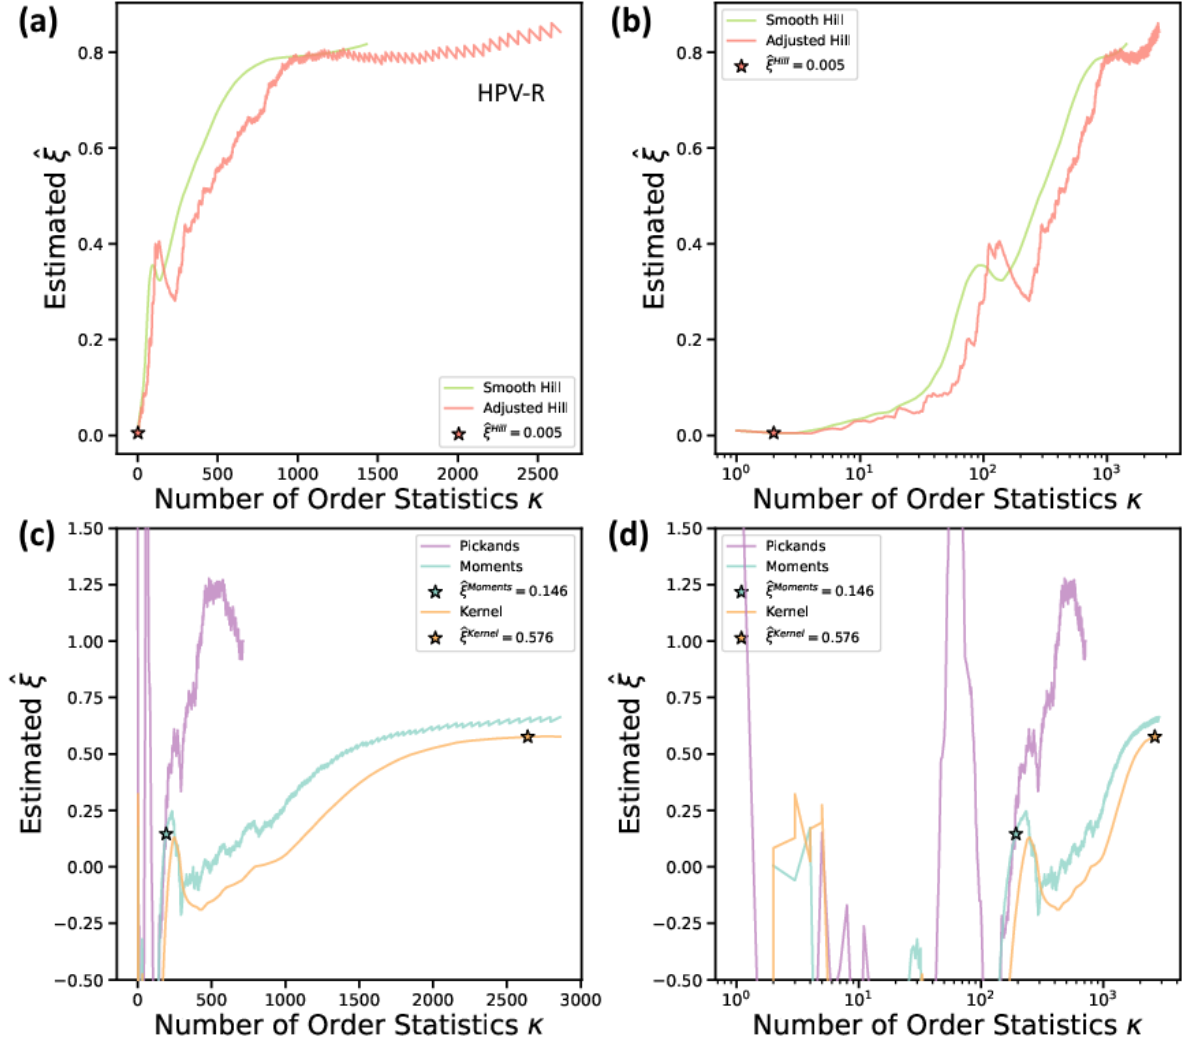 (a)
0.8
0.6
0.4
0.2
0.0
Estimated ξ̂
HPV-R
Smooth Hill
Adjusted Hill
ξ̂^Hill = 0.005
0 500 1000 1500 2000 2500
Number of Order Statistics κ
(b)
0.8
0.6
0.4
0.2
0.0
Estimated ξ̂
Smooth Hill
Adjusted Hill
ξ̂^Hill = 0.005
10^0 10^1 10^2 10^3
Number of Order Statistics κ
(c)
1.50
1.25
1.00
0.75
0.50
0.25
0.00
−0.25
−0.50
Estimated ξ̂
Pickands
Moments
ξ̂^Moments = 0.146
Kernel
ξ̂^Kernel = 0.576
0 500 1000 1500 2000 2500 3000
Number of Order Statistics κ
(d)
1.50
1.25
1.00
0.75
0.50
0.25
0.00
−0.25
−0.50
Estimated ξ̂
Pickands
Moments
ξ̂^Moments = 0.146
Kernel
ξ̂^Kernel = 0.576
10^0 10^1 10^2 10^3
Number of Order Statistics κ